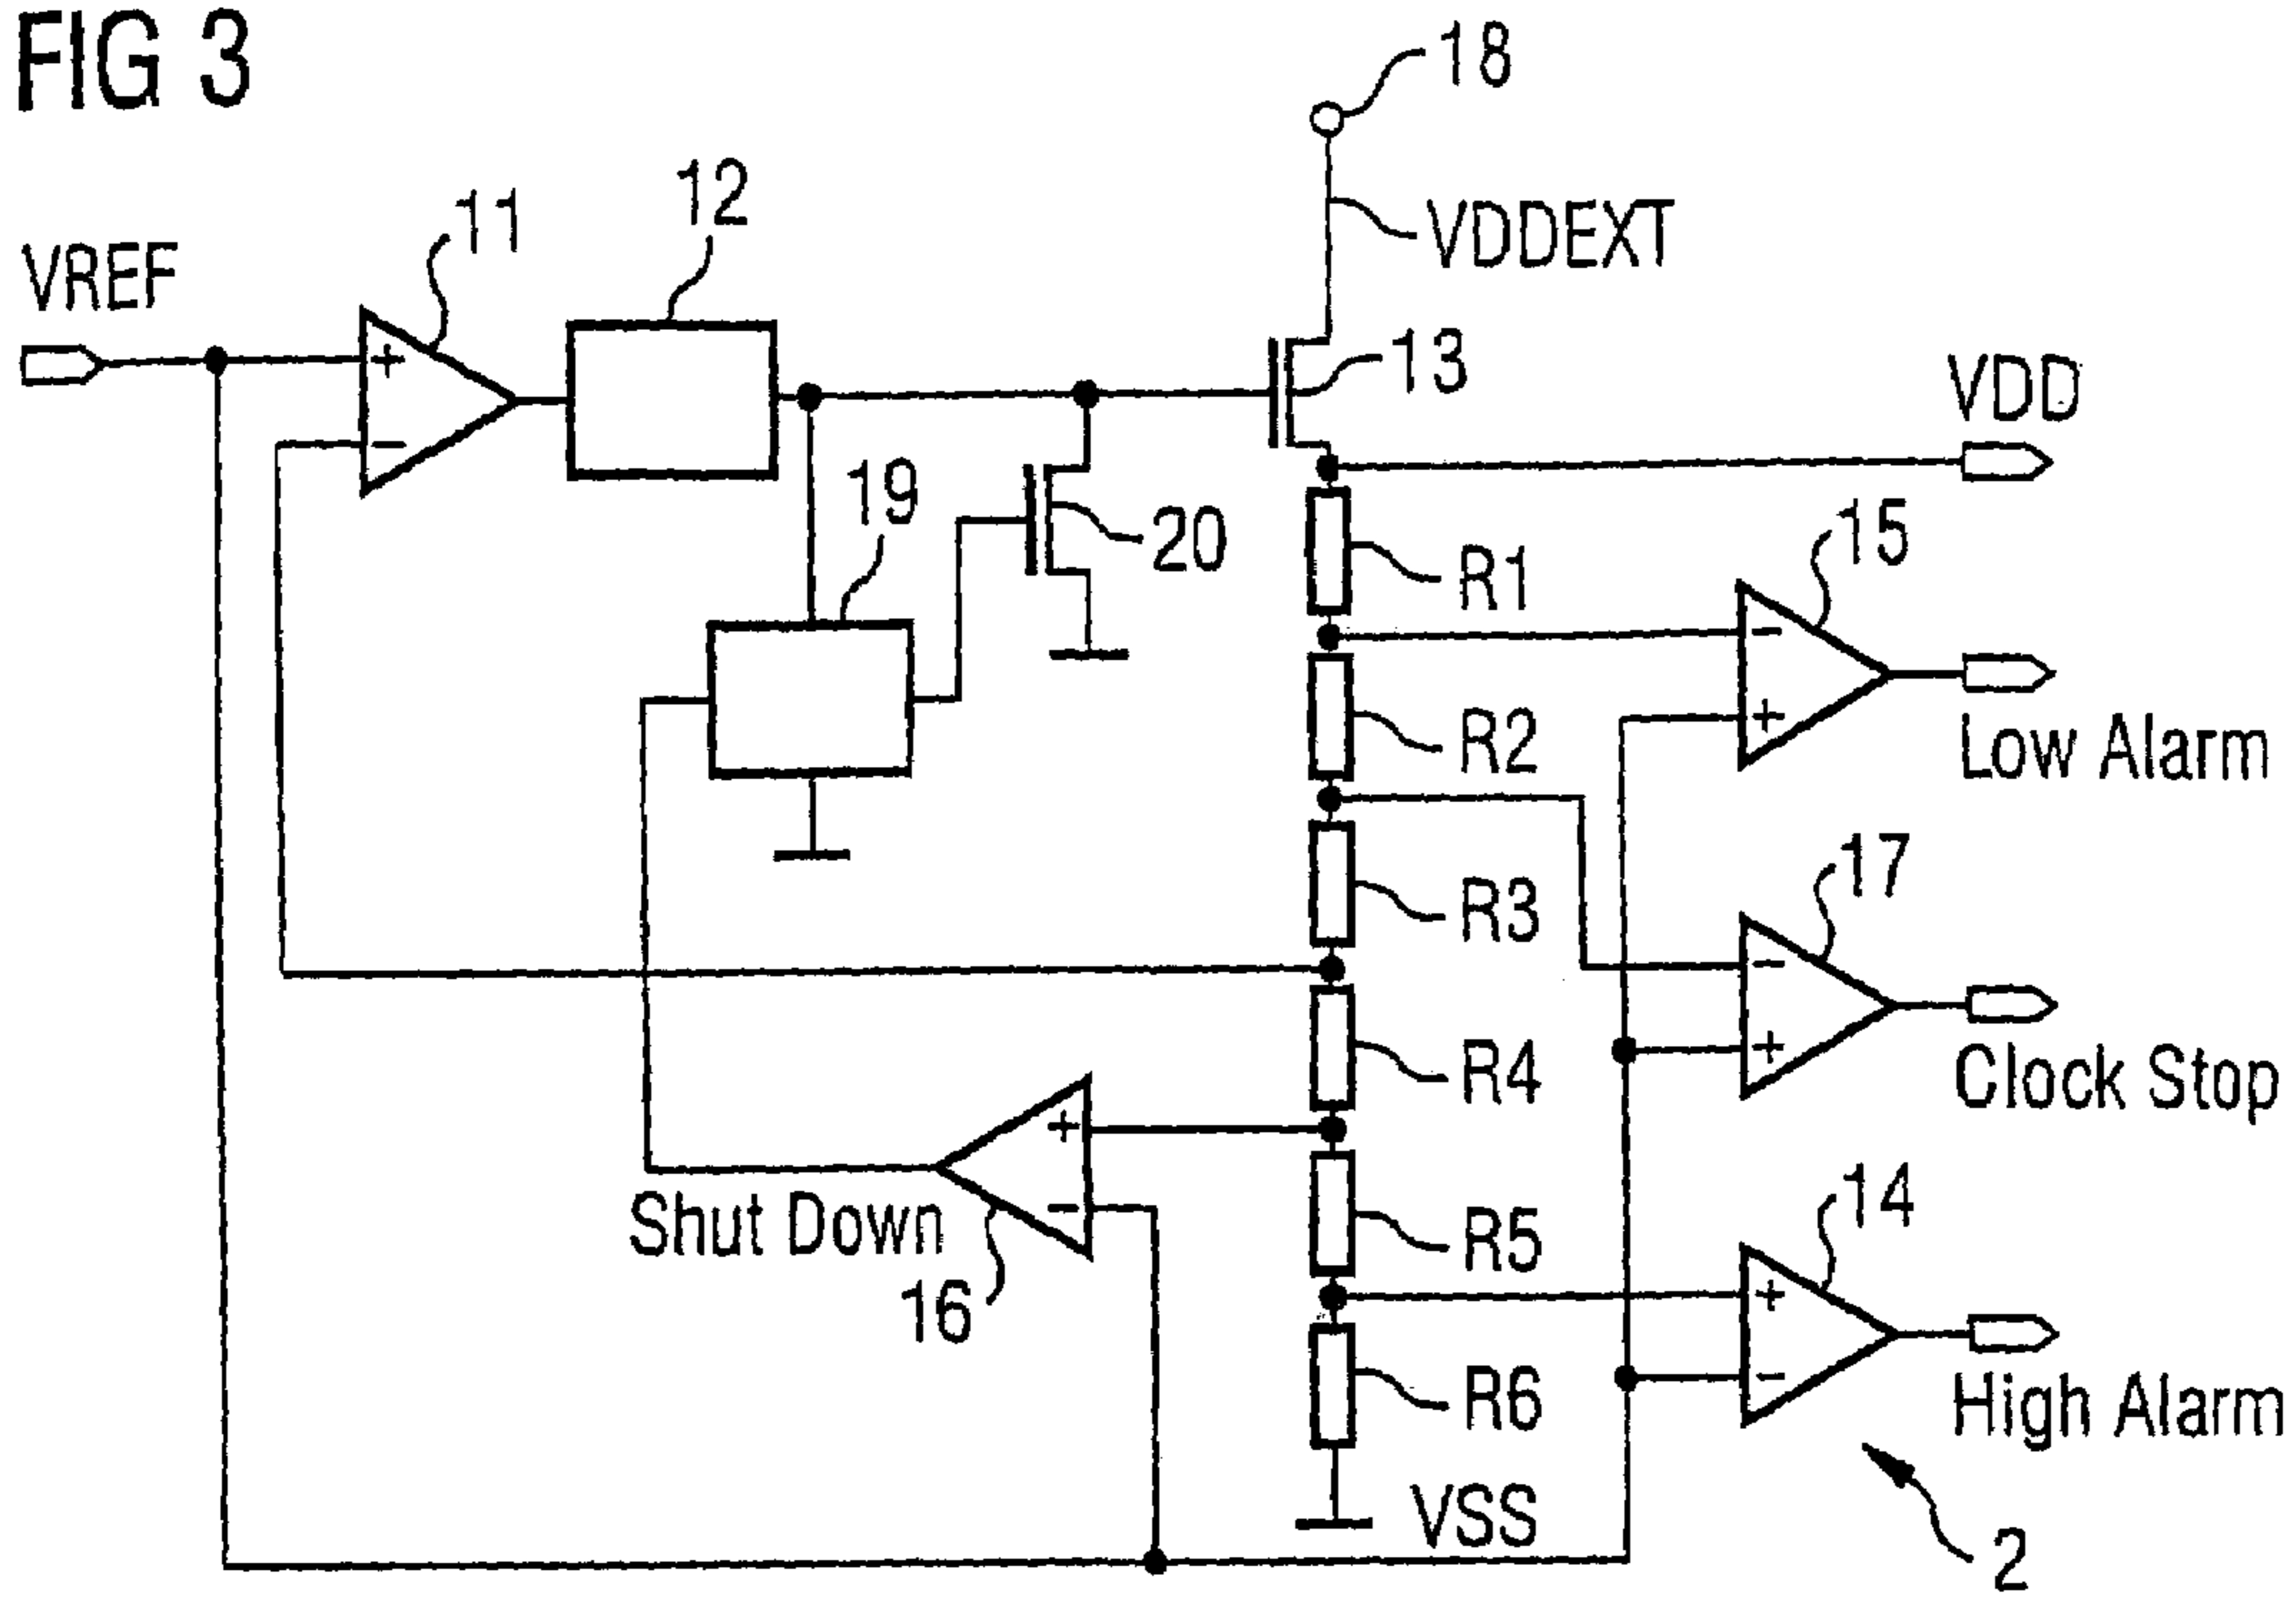 FIG 3
18
12
11
VDDEXT
VREF
+
13
VDD
−
19
20
15
R1
−
R2
+
Low Alarm
17
R3
−
R4
+
Clock Stop
+
14
Shut Down
−
R5
16
+
R6
−
High Alarm
VSS
2